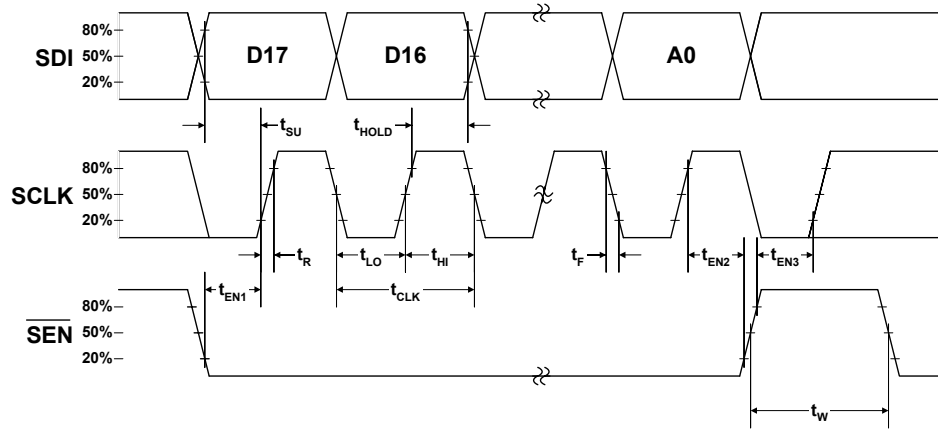 80%
SDI 50%
20%
D17 D16 A0
tSU tHOLD
80%
SCLK 50%
20%
tR tLO tHI tF tEN2 tEN3
tEN1 tCLK
80%
SEN 50%
20%
tW